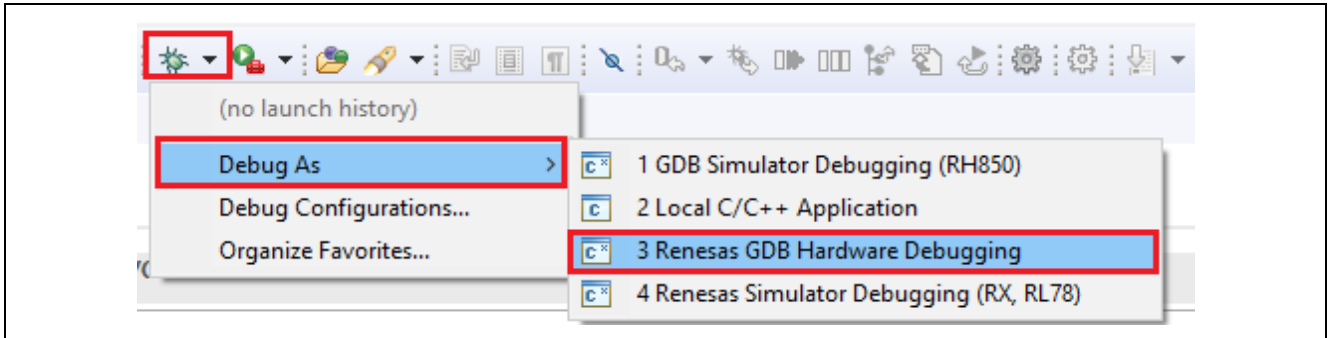 (no launch history)
Debug As
Debug Configurations...
Organize Favorites...
1 GDB Simulator Debugging (RH850)
2 Local C/C++ Application
3 Renesas GDB Hardware Debugging
4 Renesas Simulator Debugging (RX, RL78)